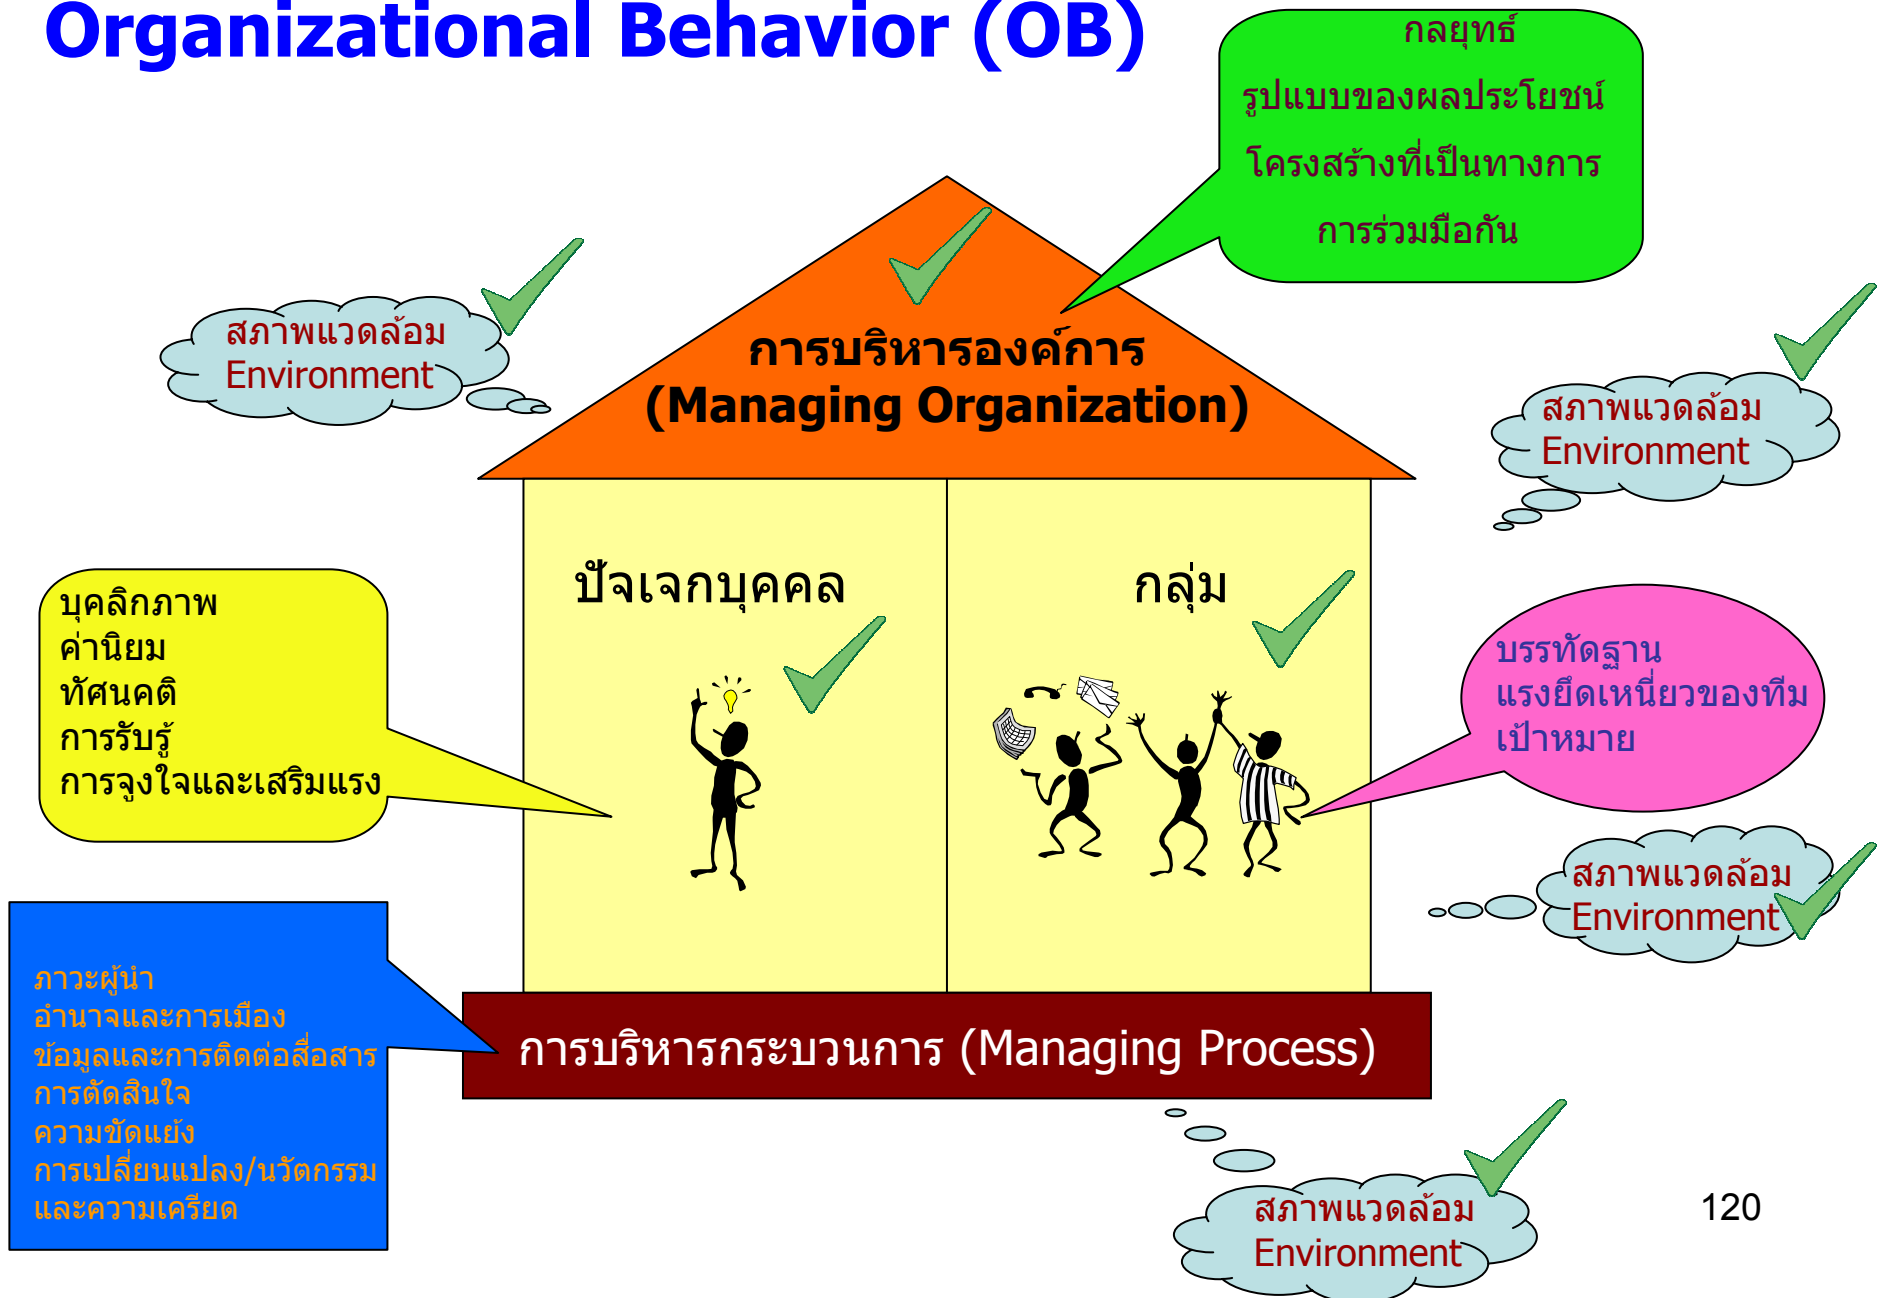 Organizational Behavior (OB)
กลยุทธ์
รูปแบบของผลประโยชน์
โครงสร้างที่เป็นทางการ
การร่วมมือกัน
สภาพแวดล้อม
Environment
การบริหารองค์การ
(Managing Organization)
สภาพแวดล้อม
Environment
ปัจเจกบุคคล
กลุ่ม
บุคลิกภาพ
ค่านิยม
ทัศนคติ
การรับรู้
การจูงใจและเสริมแรง
บรรทัดฐาน
แรงยึดเหนี่ยวของทีม
เป้าหมาย
สภาพแวดล้อม
Environment
ภาวะผู้นำ
อำนาจและการเมือง
ข้อมูลและการติดต่อสื่อสาร
การตัดสินใจ
ความขัดแย้ง
การเปลี่ยนแปลง/นวัตกรรม
และความเครียด
การบริหารกระบวนการ (Managing Process)
สภาพแวดล้อม
Environment
120